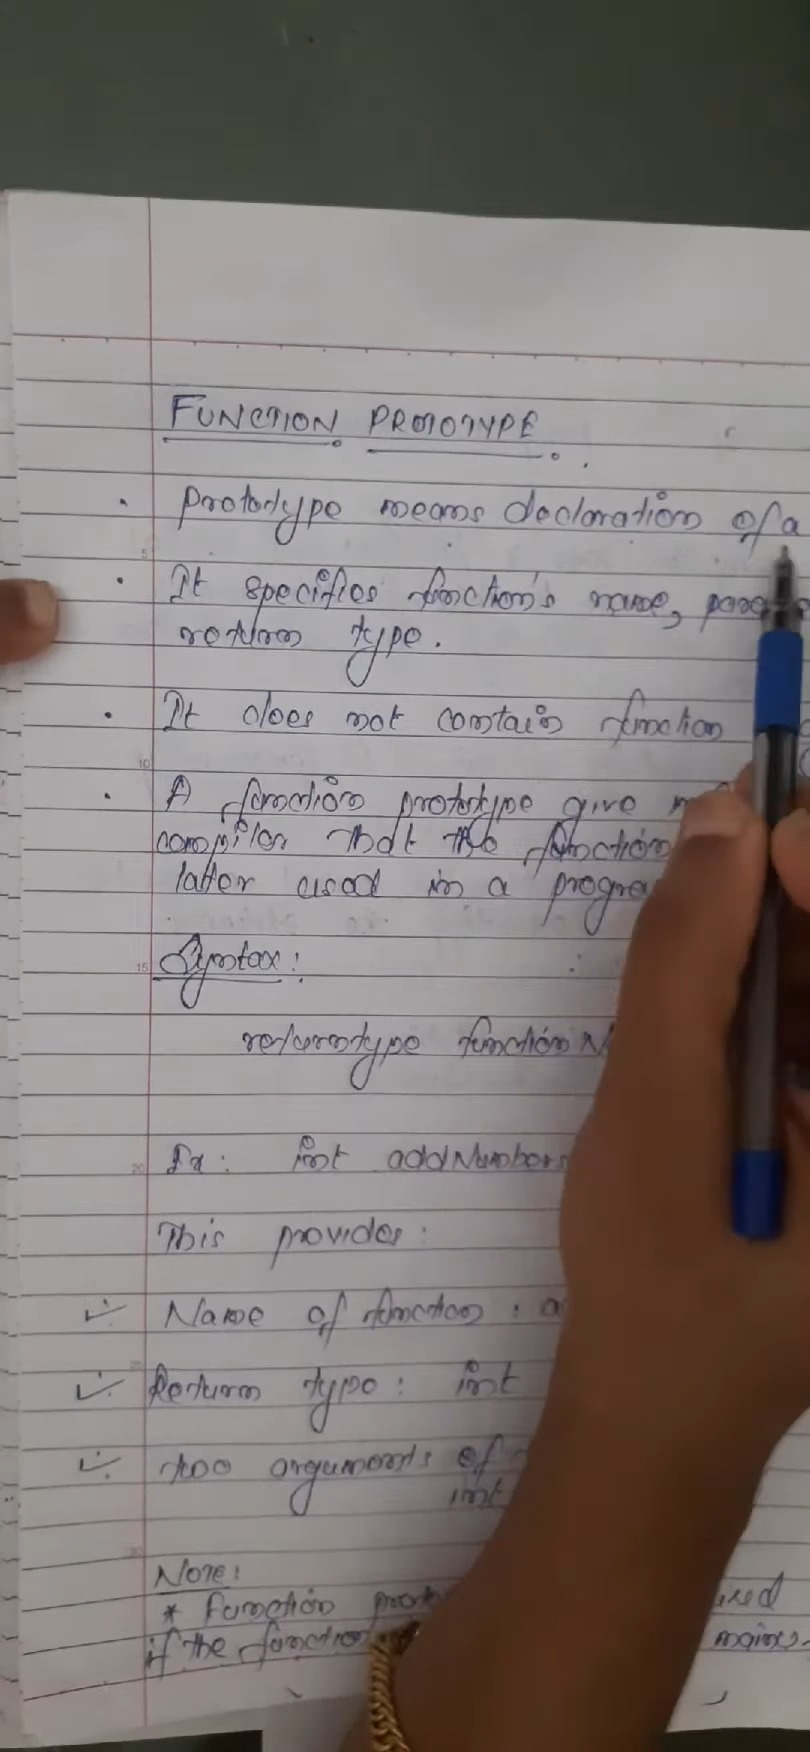 FUNCTION PROTOTYPE
. Prototype means declaration of a
. It specifies function's name,
return type.
. It does not contain function
. A function prototype give
compiler that the function
latter used in a
Syntax:
returntype function
Ex: int addNumbers
This provides:
Name of function :
Return type: int
two arguments of
int
NOTE:
* Function
if the function